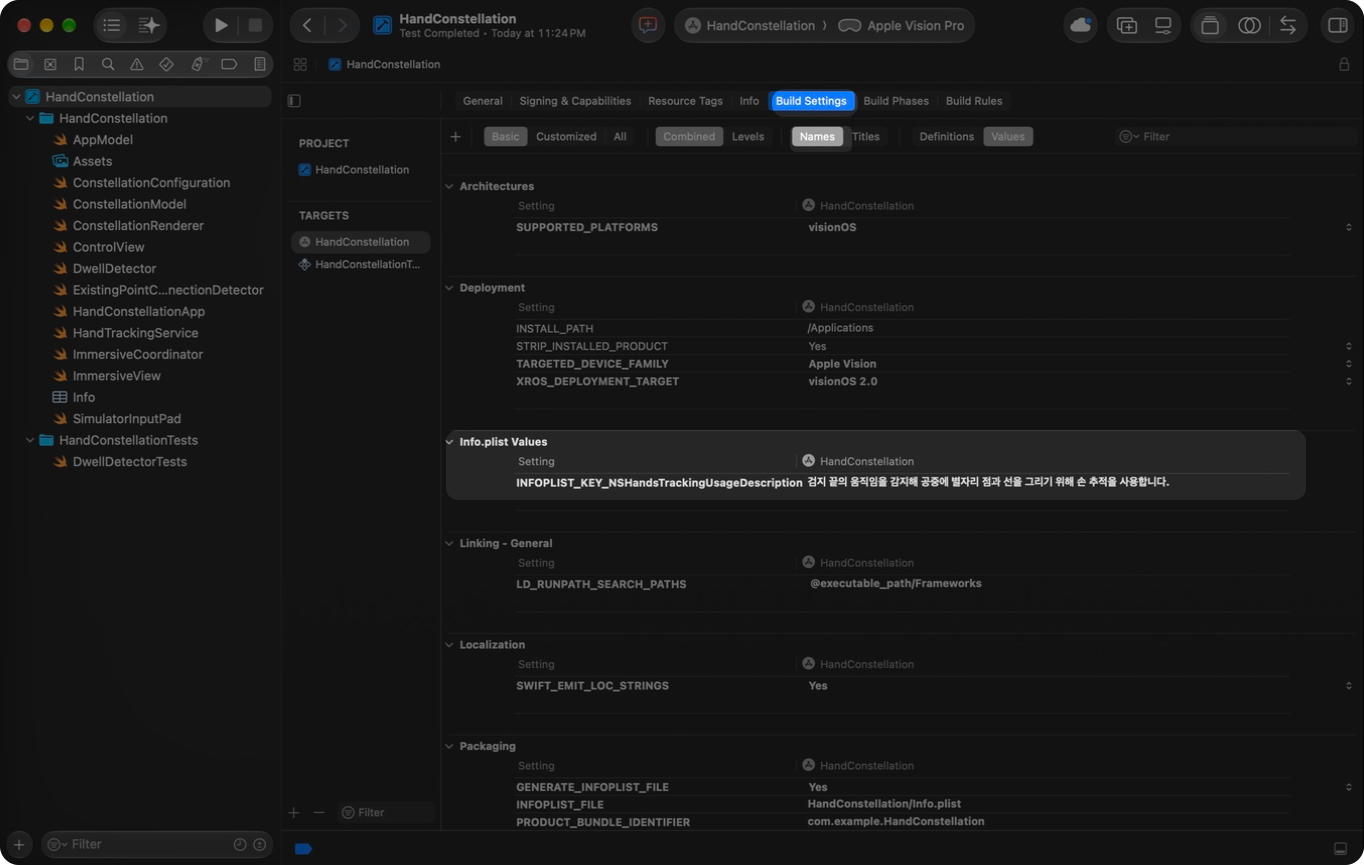 HandConstellation
Test Completed • Today at 11:24 PM
HandConstellation 〉 Apple Vision Pro
HandConstellation
HandConstellation
HandConstellation
AppModel
Assets
ConstellationConfiguration
ConstellationModel
ConstellationRenderer
ControlView
DwellDetector
ExistingPointC...nectionDetector
HandConstellationApp
HandTrackingService
ImmersiveCoordinator
ImmersiveView
Info
SimulatorInputPad
HandConstellationTests
DwellDetectorTests
Filter
General Signing & Capabilities Resource Tags Info Build Settings Build Phases Build Rules
PROJECT
HandConstellation
TARGETS
HandConstellation
HandConstellationT...
Filter
Basic Customized All Combined Levels Names Titles Definitions Values Filter
Architectures
Setting HandConstellation
SUPPORTED_PLATFORMS visionOS
Deployment
Setting HandConstellation
INSTALL_PATH /Applications
STRIP_INSTALLED_PRODUCT Yes
TARGETED_DEVICE_FAMILY Apple Vision
XROS_DEPLOYMENT_TARGET visionOS 2.0
Info.plist Values
Setting HandConstellation
INFOPLIST_KEY_NSHandsTrackingUsageDescription 검지 끝의 움직임을 감지해 공중에 별자리 점과 선을 그리기 위해 손 추적을 사용합니다.
Linking - General
Setting HandConstellation
LD_RUNPATH_SEARCH_PATHS @executable_path/Frameworks
Localization
Setting HandConstellation
SWIFT_EMIT_LOC_STRINGS Yes
Packaging
Setting HandConstellation
GENERATE_INFOPLIST_FILE Yes
INFOPLIST_FILE HandConstellation/Info.plist
PRODUCT_BUNDLE_IDENTIFIER com.example.HandConstellation